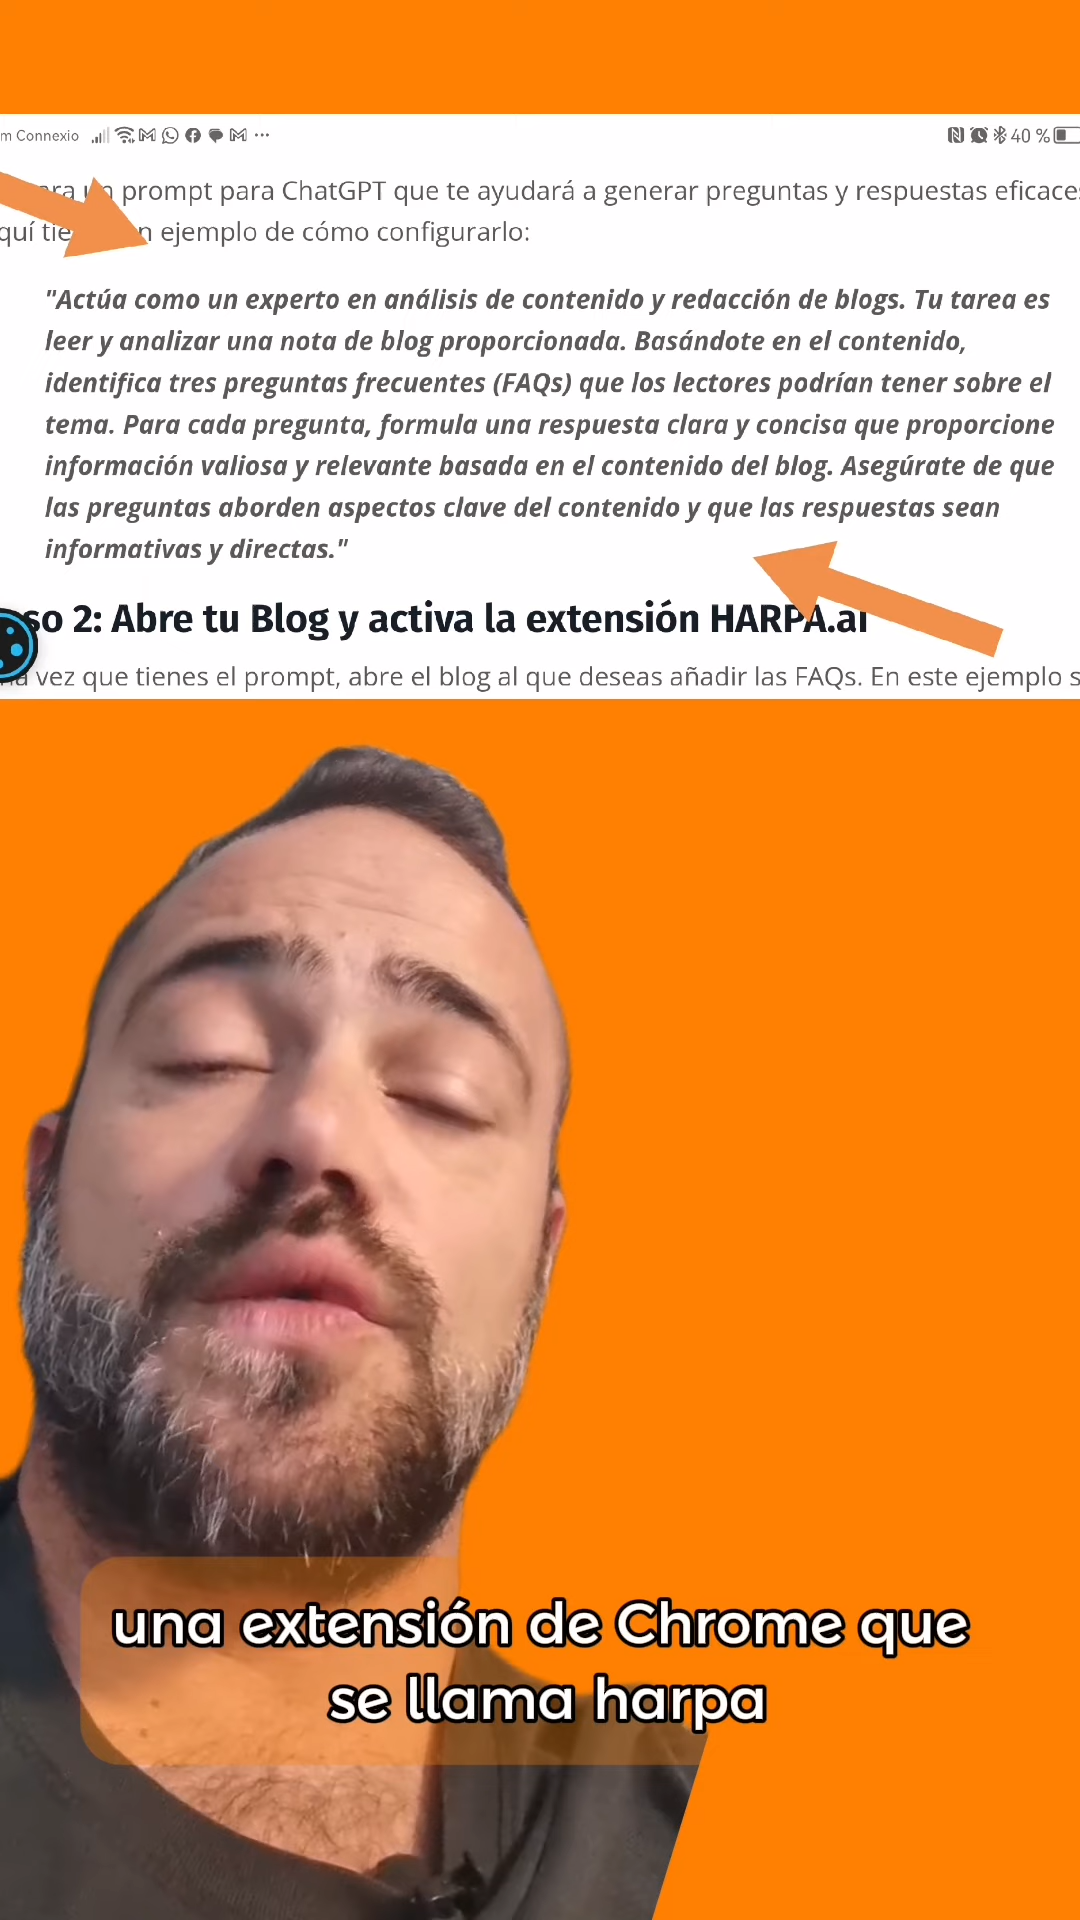 m Connexio
40 %
prompt para ChatGPT que te ayudará a generar preguntas y respuestas
ejemplo de cómo configurarlo:
"Actúa como un experto en análisis de contenido y redacción de blogs. Tu tarea es
leer y analizar una nota de blog proporcionada. Basándote en el contenido,
identifica tres preguntas frecuentes (FAQs) que los lectores podrían tener sobre el
tema. Para cada pregunta, formula una respuesta clara y concisa que proporcione
información valiosa y relevante basada en el contenido del blog. Asegúrate de que
las preguntas aborden aspectos clave del contenido y que las respuestas sean
informativas y directas."
so 2: Abre tu Blog y activa la extensión HARPA.ai
vez que tienes el prompt, abre el blog al que deseas añadir las FAQs. En este ejemplo s
una extensión de Chrome que
se llama harpa